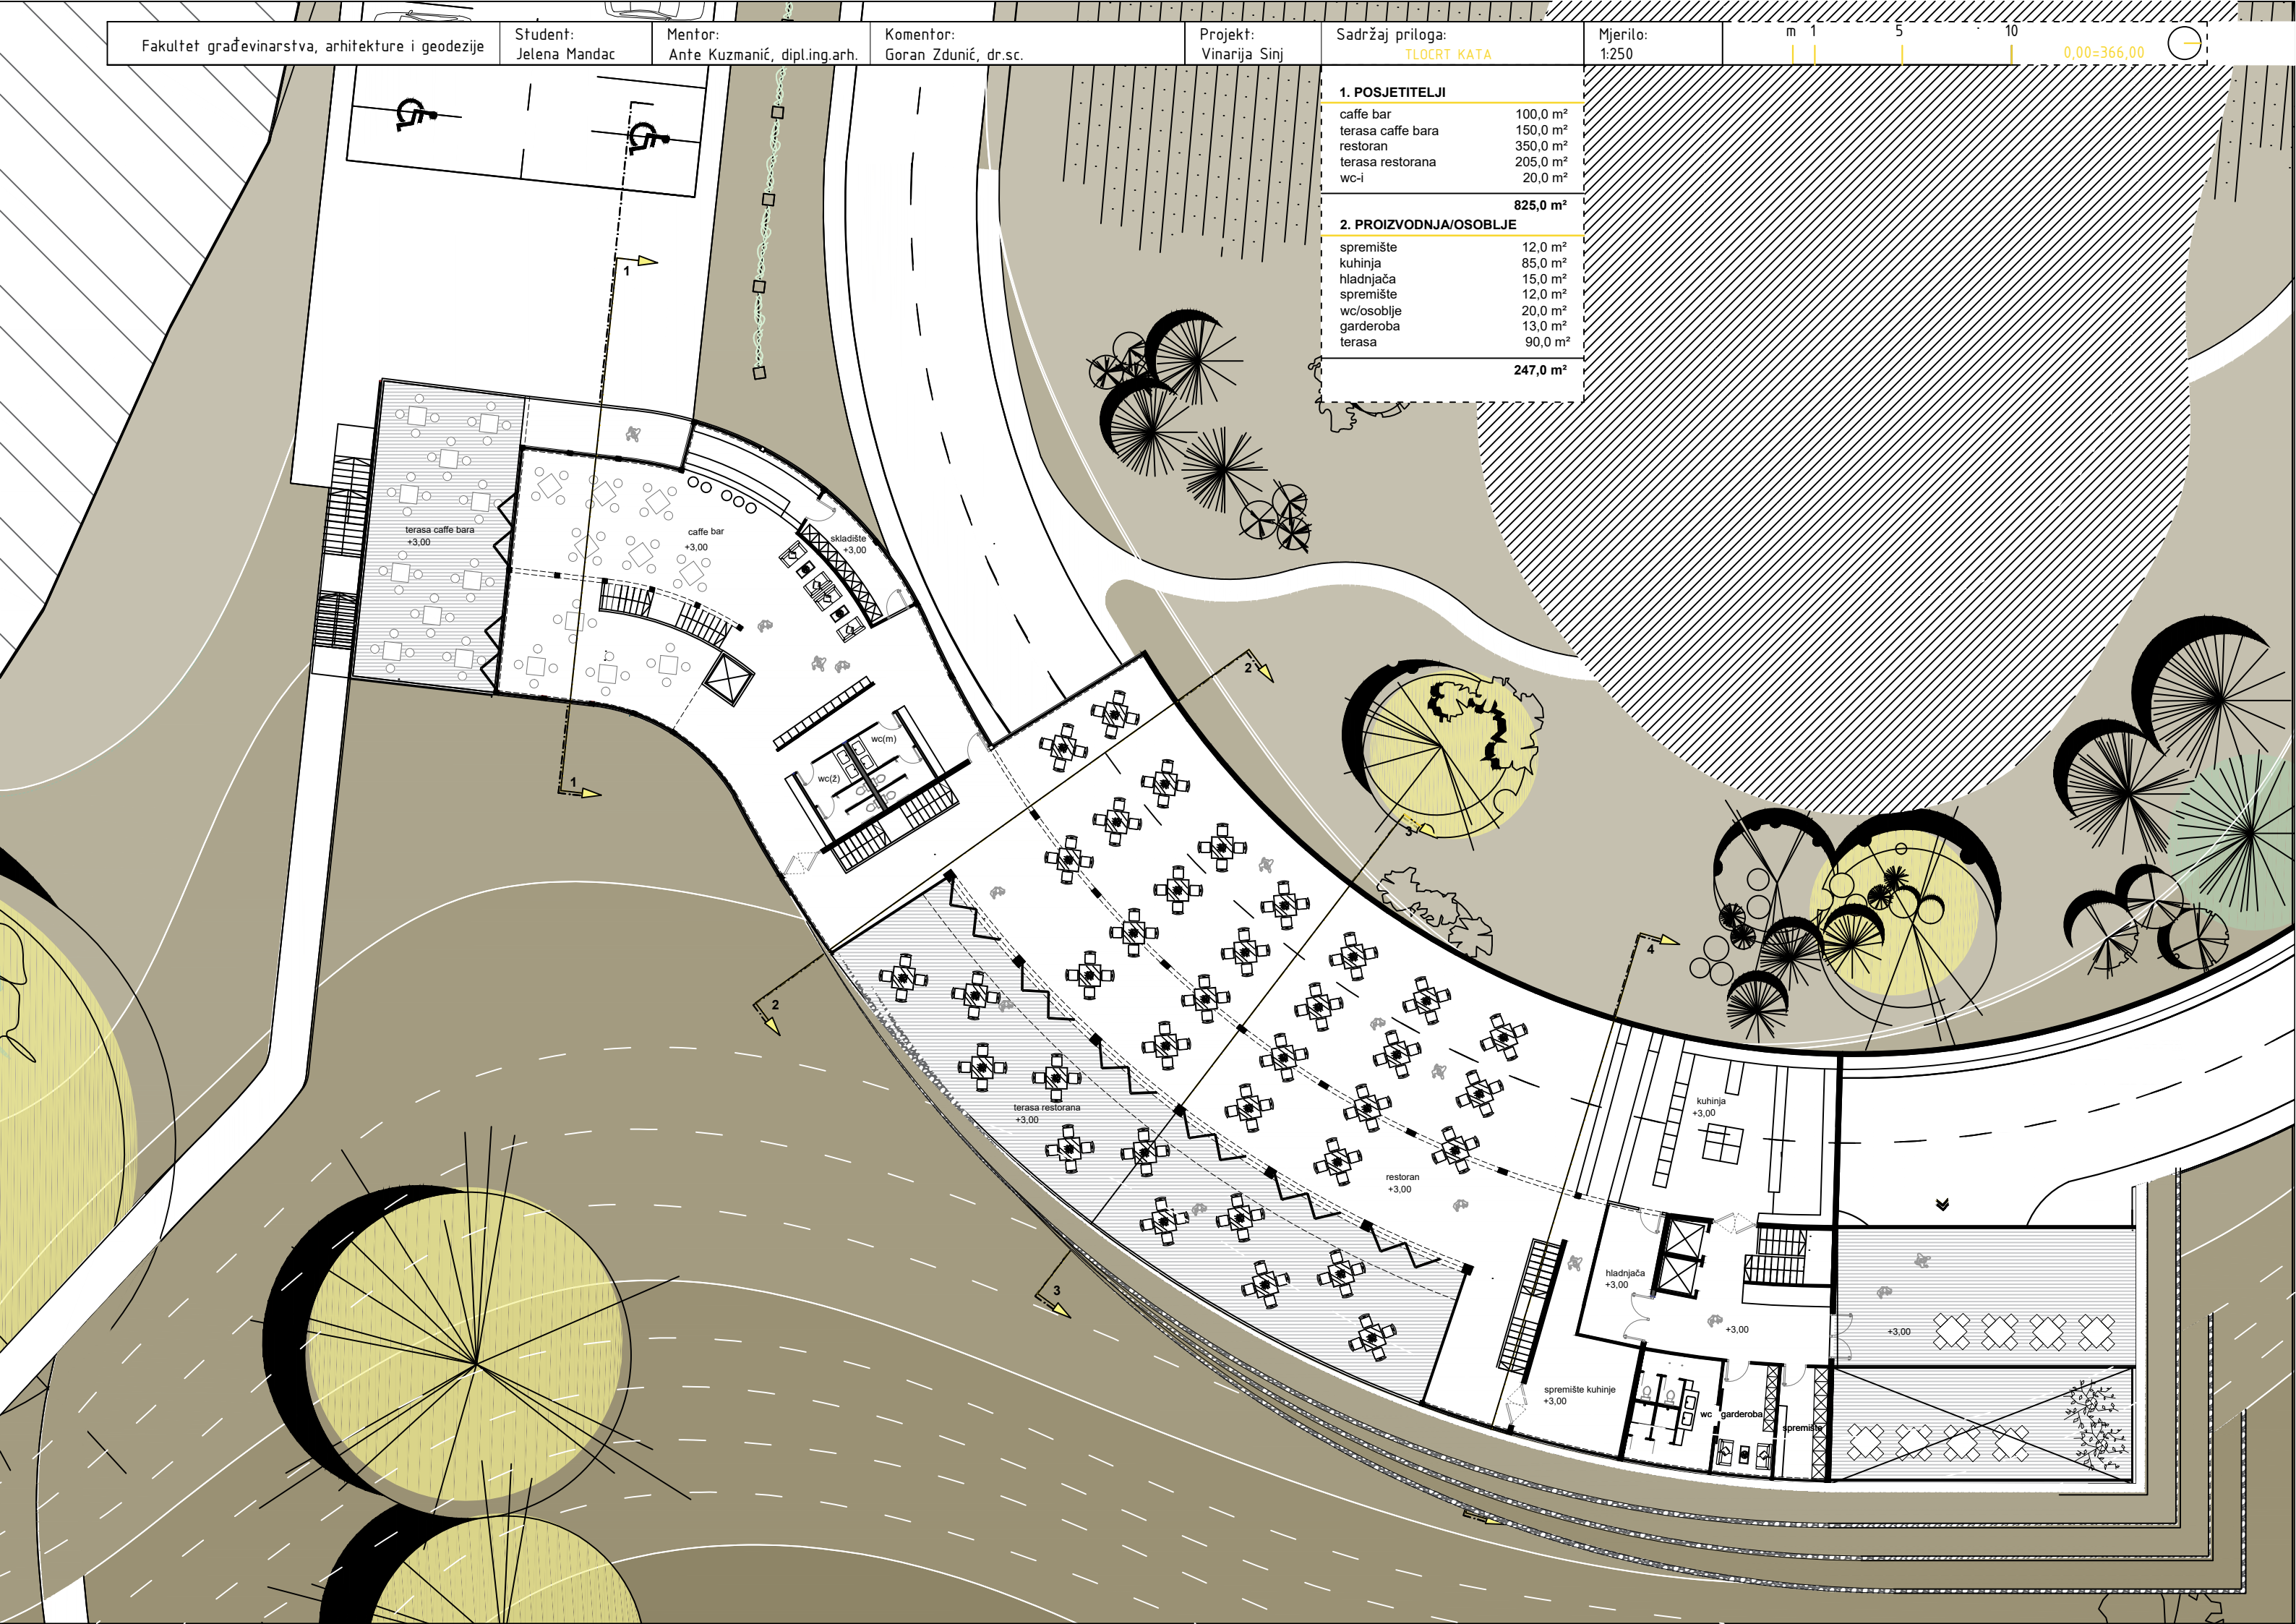 Fakultet građevinarstva, arhitekture i geodezije
Student:
Jelena Mandac
Mentor:
Ante Kuzmanić, dipl.ing.arh.
Komentor:
Goran Zdunić, dr.sc.
Projekt:
Vinarija Sinj
Sadržaj priloga:
TLOCRT KATA
Mjerilo:
1:250
m 1 5 10
0,00=366,00
1. POSJETITELJI
caffe bar 100,0 m²
terasa caffe bara 150,0 m²
restoran 350,0 m²
terasa restorana 205,0 m²
wc-i 20,0 m²
825,0 m²
2. PROIZVODNJA/OSOBLJE
spremište 12,0 m²
kuhinja 85,0 m²
hladnjača 15,0 m²
spremište 12,0 m²
wc/osoblje 20,0 m²
garderoba 13,0 m²
terasa 90,0 m²
247,0 m²
1
terasa caffe bara
+3,00
caffe bar
+3,00
skladište
+3,00
2
wc(m)
wc(ž)
1
3
4
2
terasa restorana
+3,00
kuhinja
+3,00
restoran
+3,00
3
hladnjača
+3,00
+3,00
+3,00
spremište kuhinje
+3,00
wc
garderoba
spremište